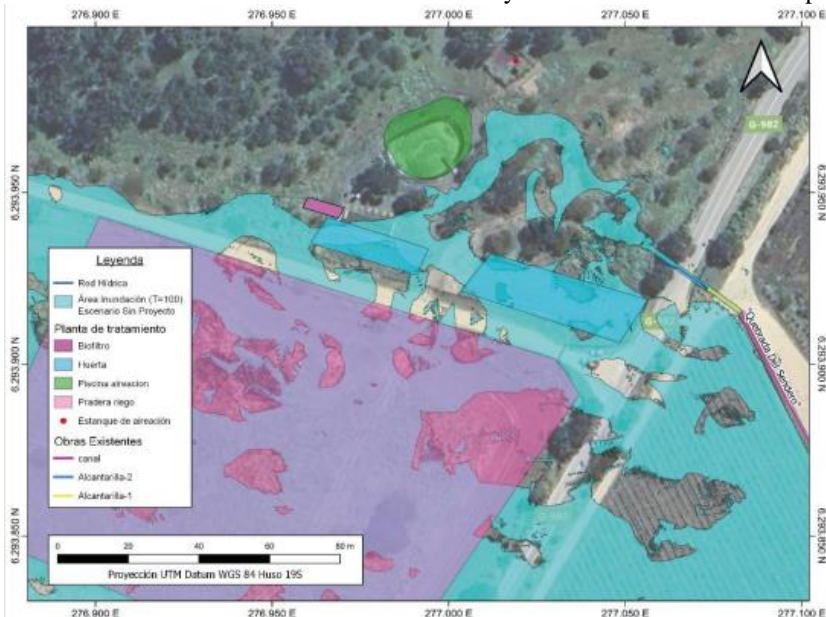 276.900 E 276.950 E 277.000 E 277.050 E 277.100 E
6.293.950 N
6.293.900 N
6.293.850 N
6.293.950 N
6.293.900 N
6.293.850 N
G-982
"Quebrada Del Sendero"
Leyenda
Red Hídrica
Área Inundación (T=100)
Escenario Sin Proyecto
Planta de tratamiento
Biofiltro
Huerta
Piscina aireacion
Pradera riego
Estanque de aireación
Obras Existentes
canal
Alcantarilla-2
Alcantarilla-1
0 20 40 60 80 m
Proyección UTM Datum WGS 84 Huso 19S
276.900 E 276.950 E 277.000 E 277.050 E 277.100 E